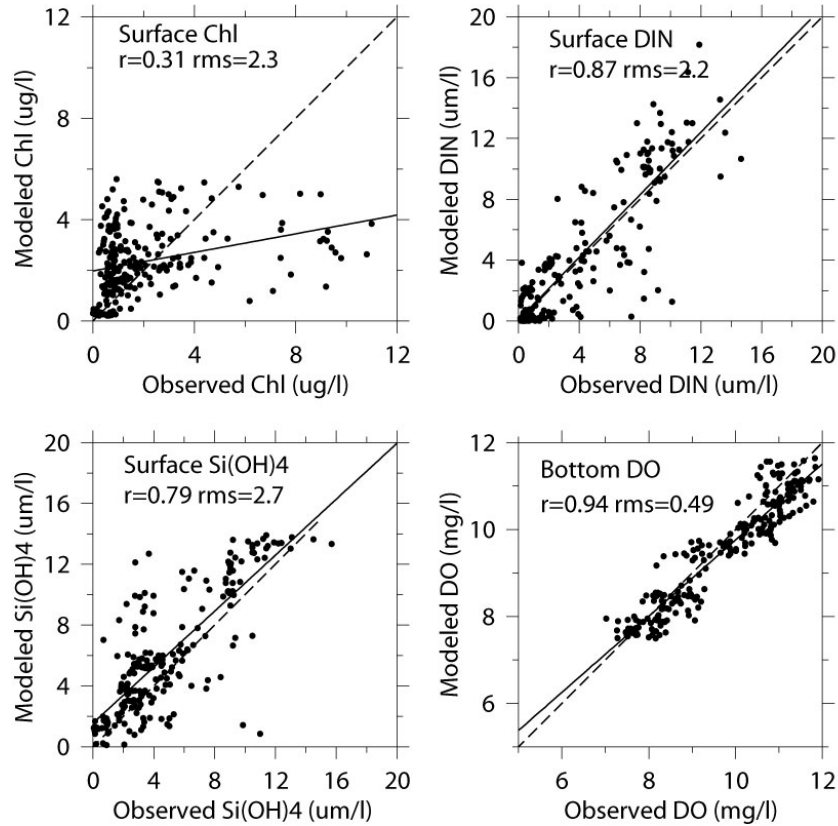 12
8
4
0
Modeled Chl (ug/l)
Surface Chl
r=0.31 rms=2.3
0 4 8 12
Observed Chl (ug/l)
20
16
12
8
4
0
Modeled DIN (um/l)
Surface DIN
r=0.87 rms=2.2
0 4 8 12 16 20
Observed DIN (um/l)
20
16
12
8
4
0
Modeled Si(OH)4 (um/l)
Surface Si(OH)4
r=0.79 rms=2.7
0 4 8 12 16 20
Observed Si(OH)4 (um/l)
12
10
8
6
Modeled DO (mg/l)
Bottom DO
r=0.94 rms=0.49
6 8 10 12
Observed DO (mg/l)